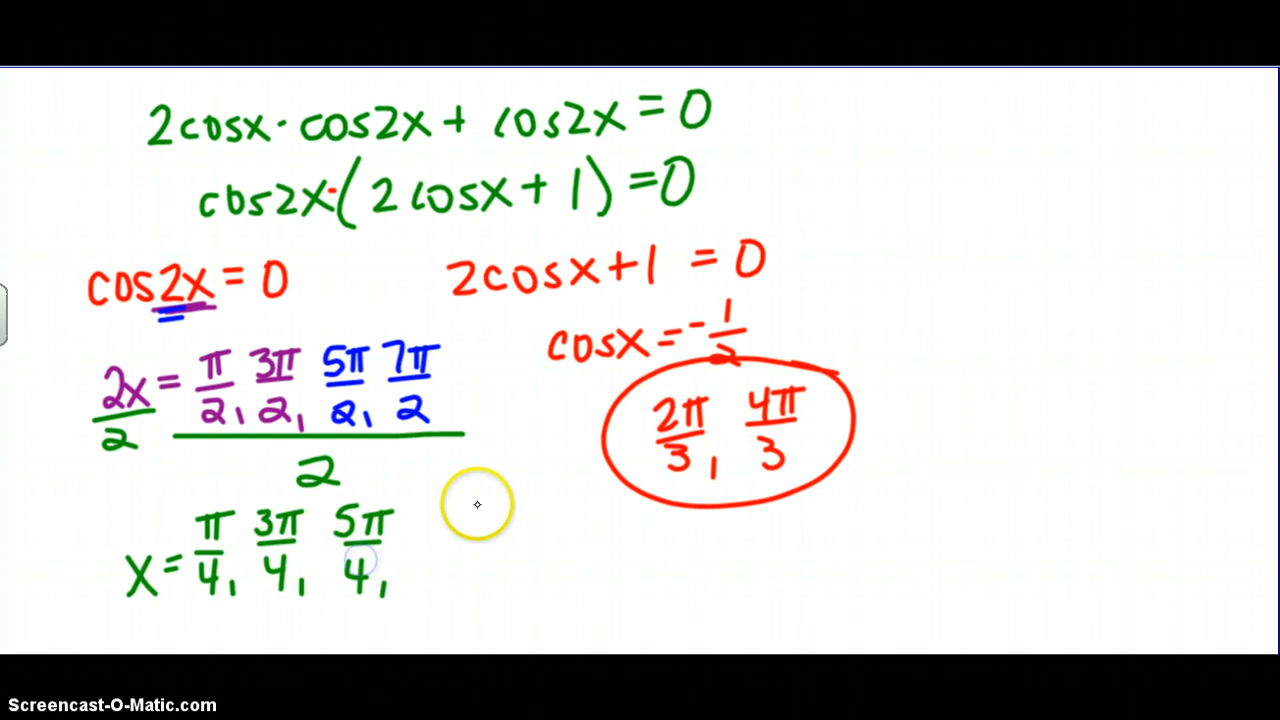 2cosx · cos2x + cos2x = 0
cos2x · (2cosx + 1) = 0
cos2x = 0
2x/2 = π/2, 3π/2, 5π/2, 7π/2 / 2
x = π/4, 3π/4, 5π/4,
2cosx + 1 = 0
cosx = -1/2
2π/3, 4π/3
Screencast-O-Matic.com